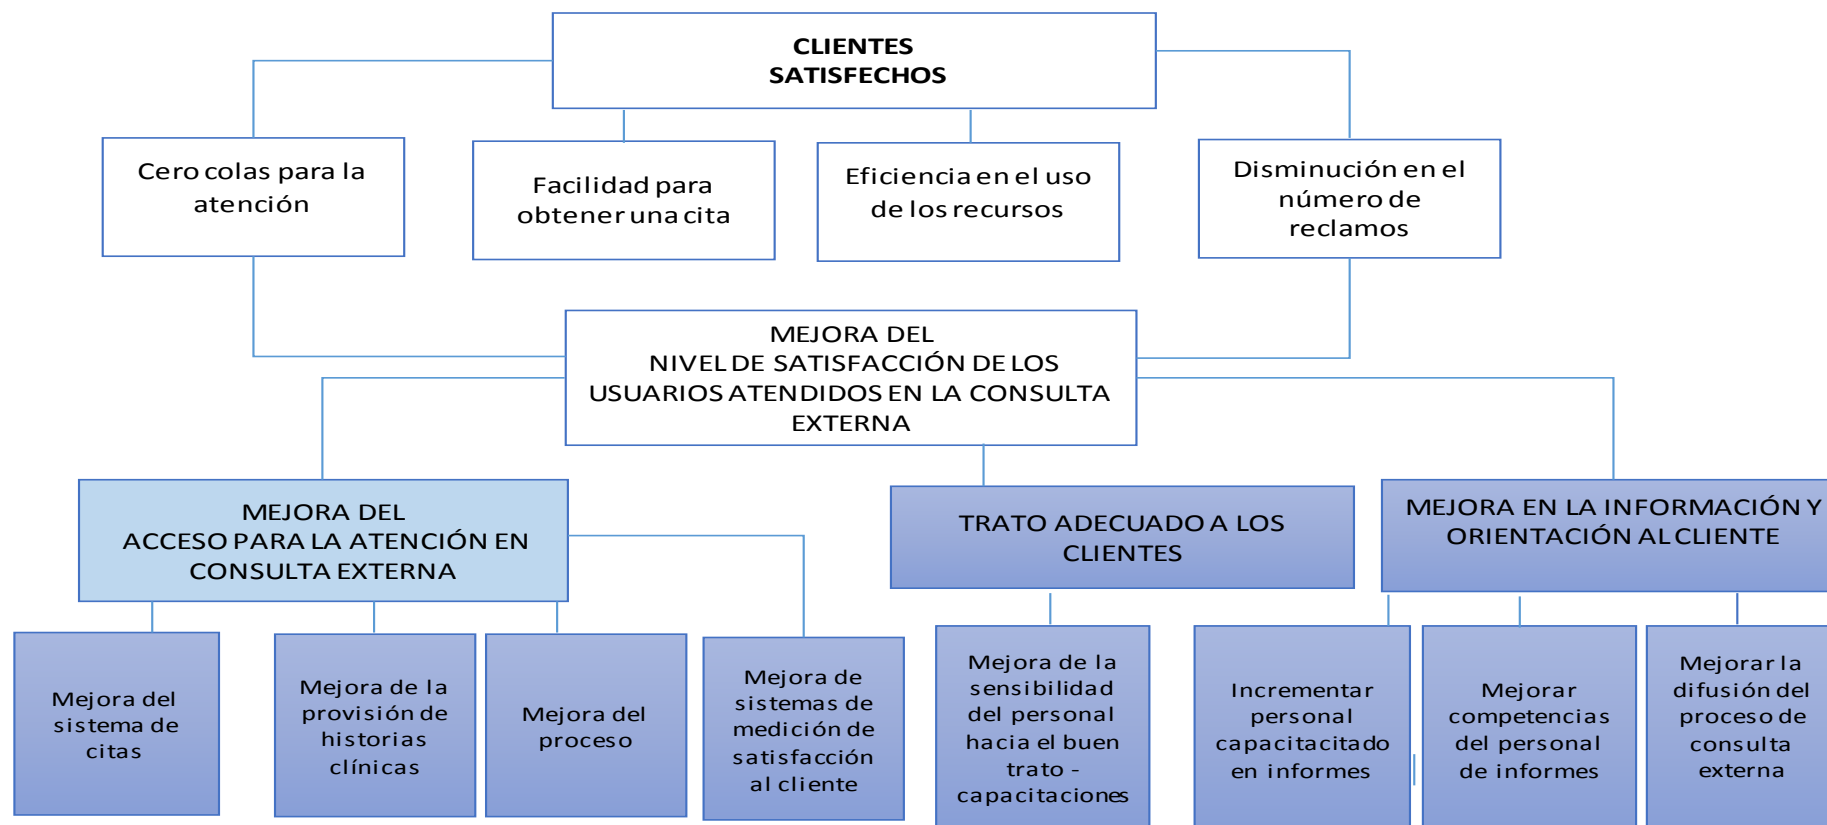 CLIENTES
SATISFECHOS
Cero colas para la
atención
Facilidad para
obtener una cita
Eficiencia en el uso
de los recursos
Disminución en el
número de
reclamos
MEJORA DEL
NIVEL DE SATISFACCIÓN DE LOS
USUARIOS ATENDIDOS EN LA CONSULTA
EXTERNA
MEJORA DEL
ACCESO PARA LA ATENCIÓN EN
CONSULTA EXTERNA
TRATO ADECUADO A LOS
CLIENTES
MEJORA EN LA INFORMACIÓN Y
ORIENTACIÓN AL CLIENTE
Mejora del
sistema de
citas
Mejora de la
provisión de
historias
clínicas
Mejora del
proceso
Mejora de
sistemas de
medición de
satisfacción
al cliente
Mejora de la
sensibilidad
del personal
hacia el buen
trato -
capacitaciones
Incrementar
personal
capacitacitado
en informes
Mejorar
competencias
del personal
de informes
Mejorar la
difusión del
proceso de
consulta
externa